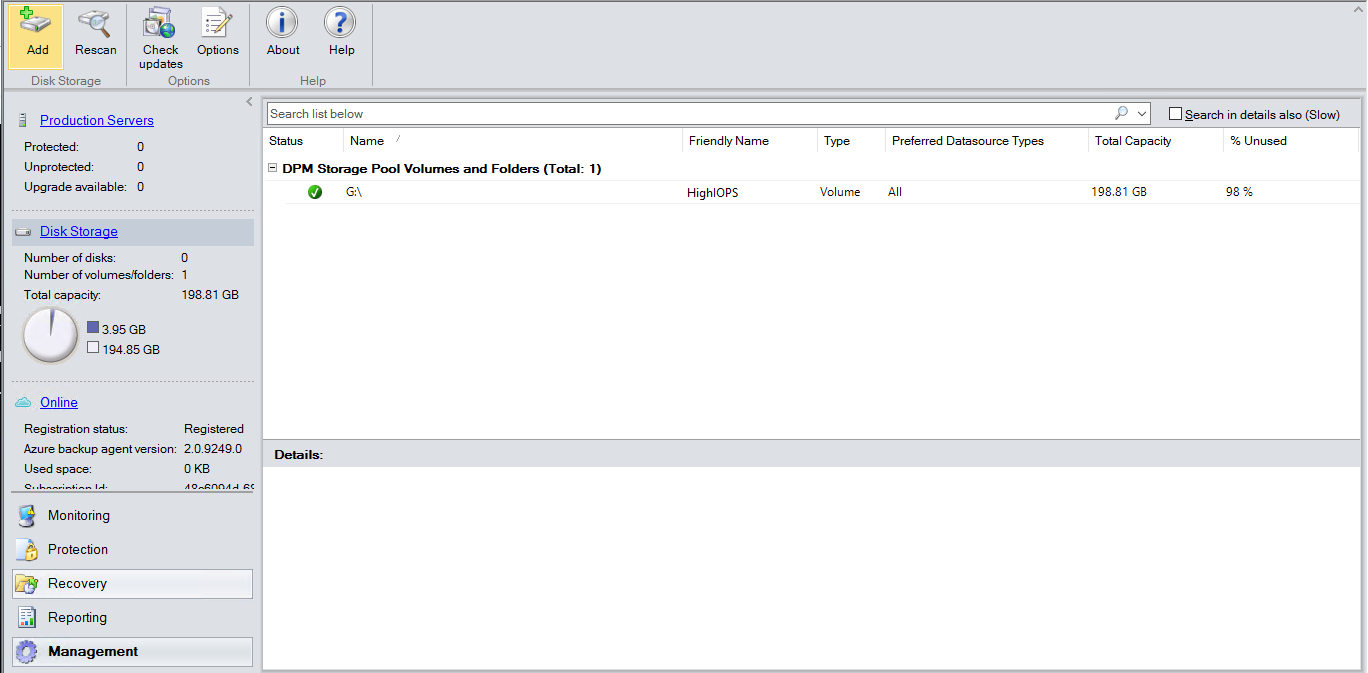 Add
Rescan
Check updates
Options
About
Help
Disk Storage
Options
Help
Production Servers
Protected: 0
Unprotected: 0
Upgrade available: 0
Disk Storage
Number of disks: 0
Number of volumes/folders: 1
Total capacity: 198.81 GB
3.95 GB
194.85 GB
Online
Registration status: Registered
Azure backup agent version: 2.0.9249.0
Used space: 0 KB
Subscription Id:
Monitoring
Protection
Recovery
Reporting
Management
Search list below
Search in details also (Slow)
Status Name / Friendly Name Type Preferred Datasource Types Total Capacity % Unused
DPM Storage Pool Volumes and Folders (Total: 1)
G:\ HighIOPS Volume All 198.81 GB 98 %
Details: